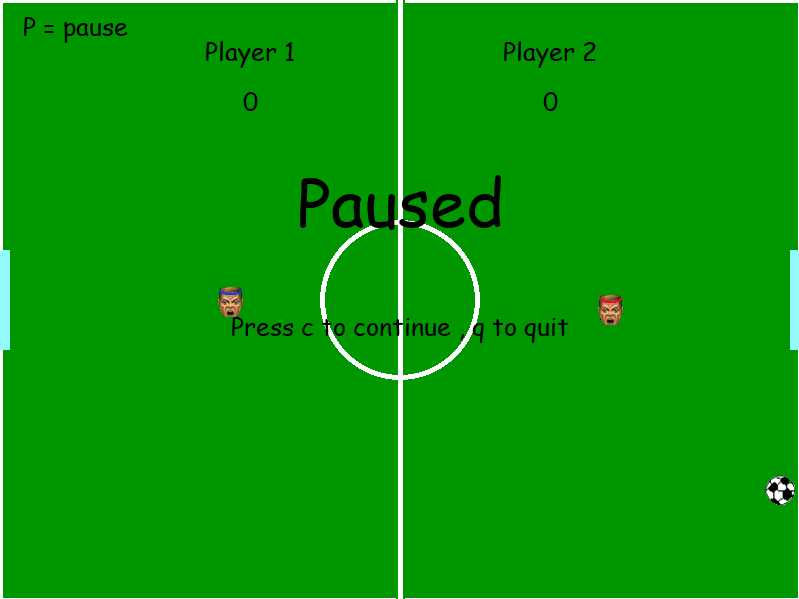 P = pause
Player 1
Player 2
0
0
Paused
Press c to continue , q to quit